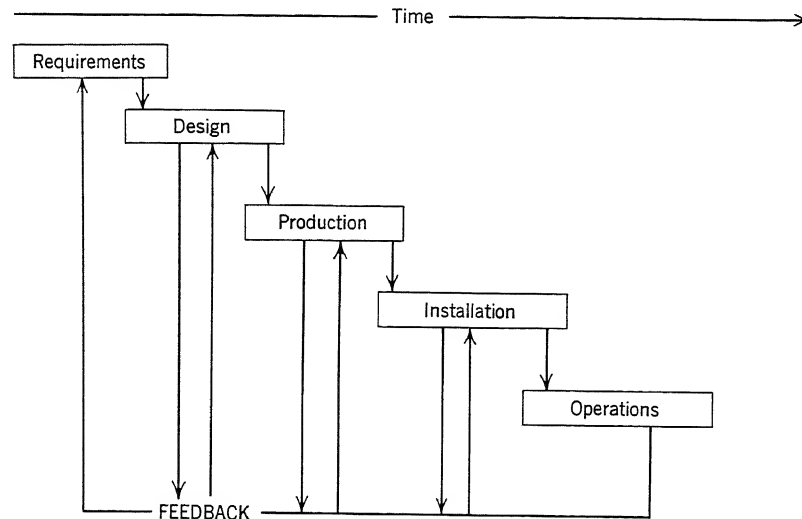 Time
Requirements
Design
Production
Installation
Operations
FEEDBACK